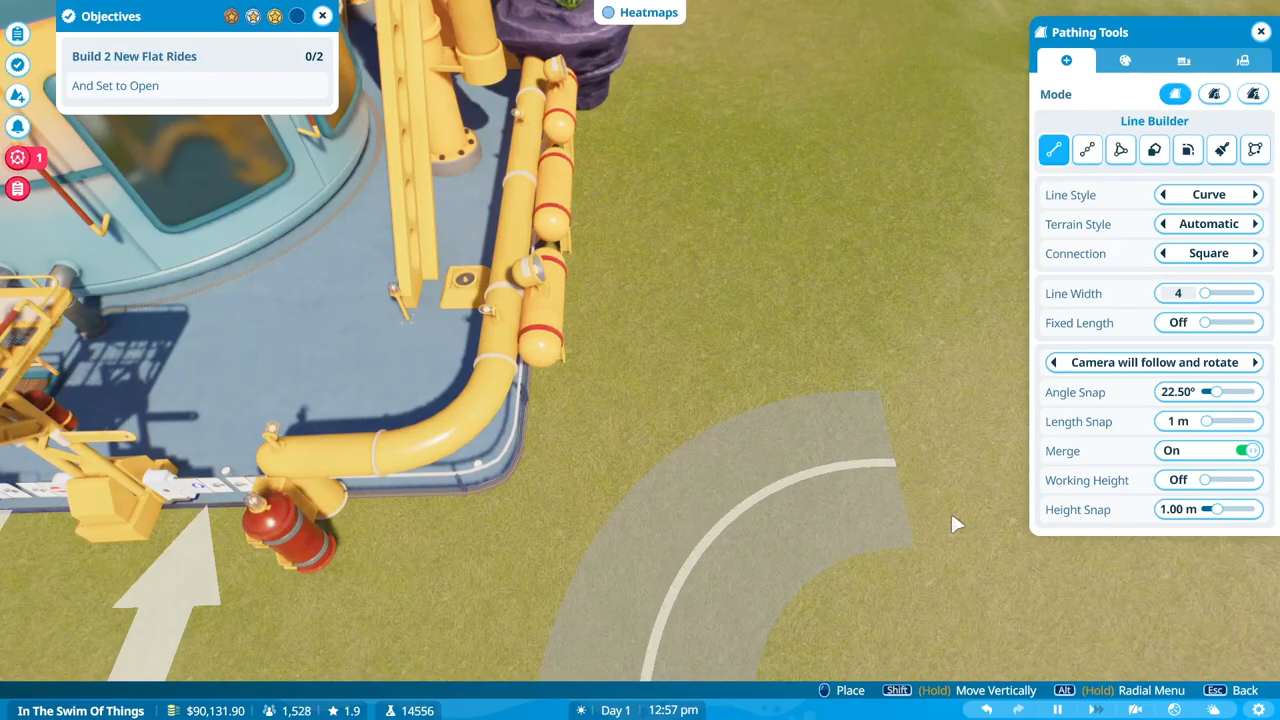 Objectives
Build 2 New Flat Rides 0/2
And Set to Open
Heatmaps
1
Pathing Tools
Mode
Line Builder
Line Style Curve
Terrain Style Automatic
Connection Square
Line Width 4
Fixed Length Off
Camera will follow and rotate
Angle Snap 22.50°
Length Snap 1 m
Merge On
Working Height Off
Height Snap 1.00 m
Place Shift (Hold) Move Vertically Alt (Hold) Radial Menu Esc Back
In The Swim Of Things $90,131.90 1,528 1.9 14556 Day 1 12:57 pm